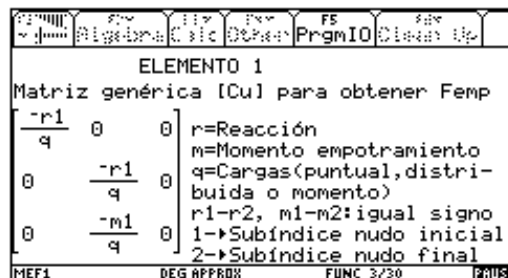 Algebra Calc Other PrgmIO Clean Up
F5
ELEMENTO 1
Matriz genérica [Cu] para obtener Femp
-r1/q 0 0
0 -r1/q 0
0 -m1/q 0
r=Reacción
m=Momento empotramiento
q=Cargas(puntual,distri-
buida o momento)
r1-r2, m1-m2:igual signo
1-→Subíndice nudo inicial
2-→Subíndice nudo final
MEF1 DEG APPROX FUNC 3/30 PAUS